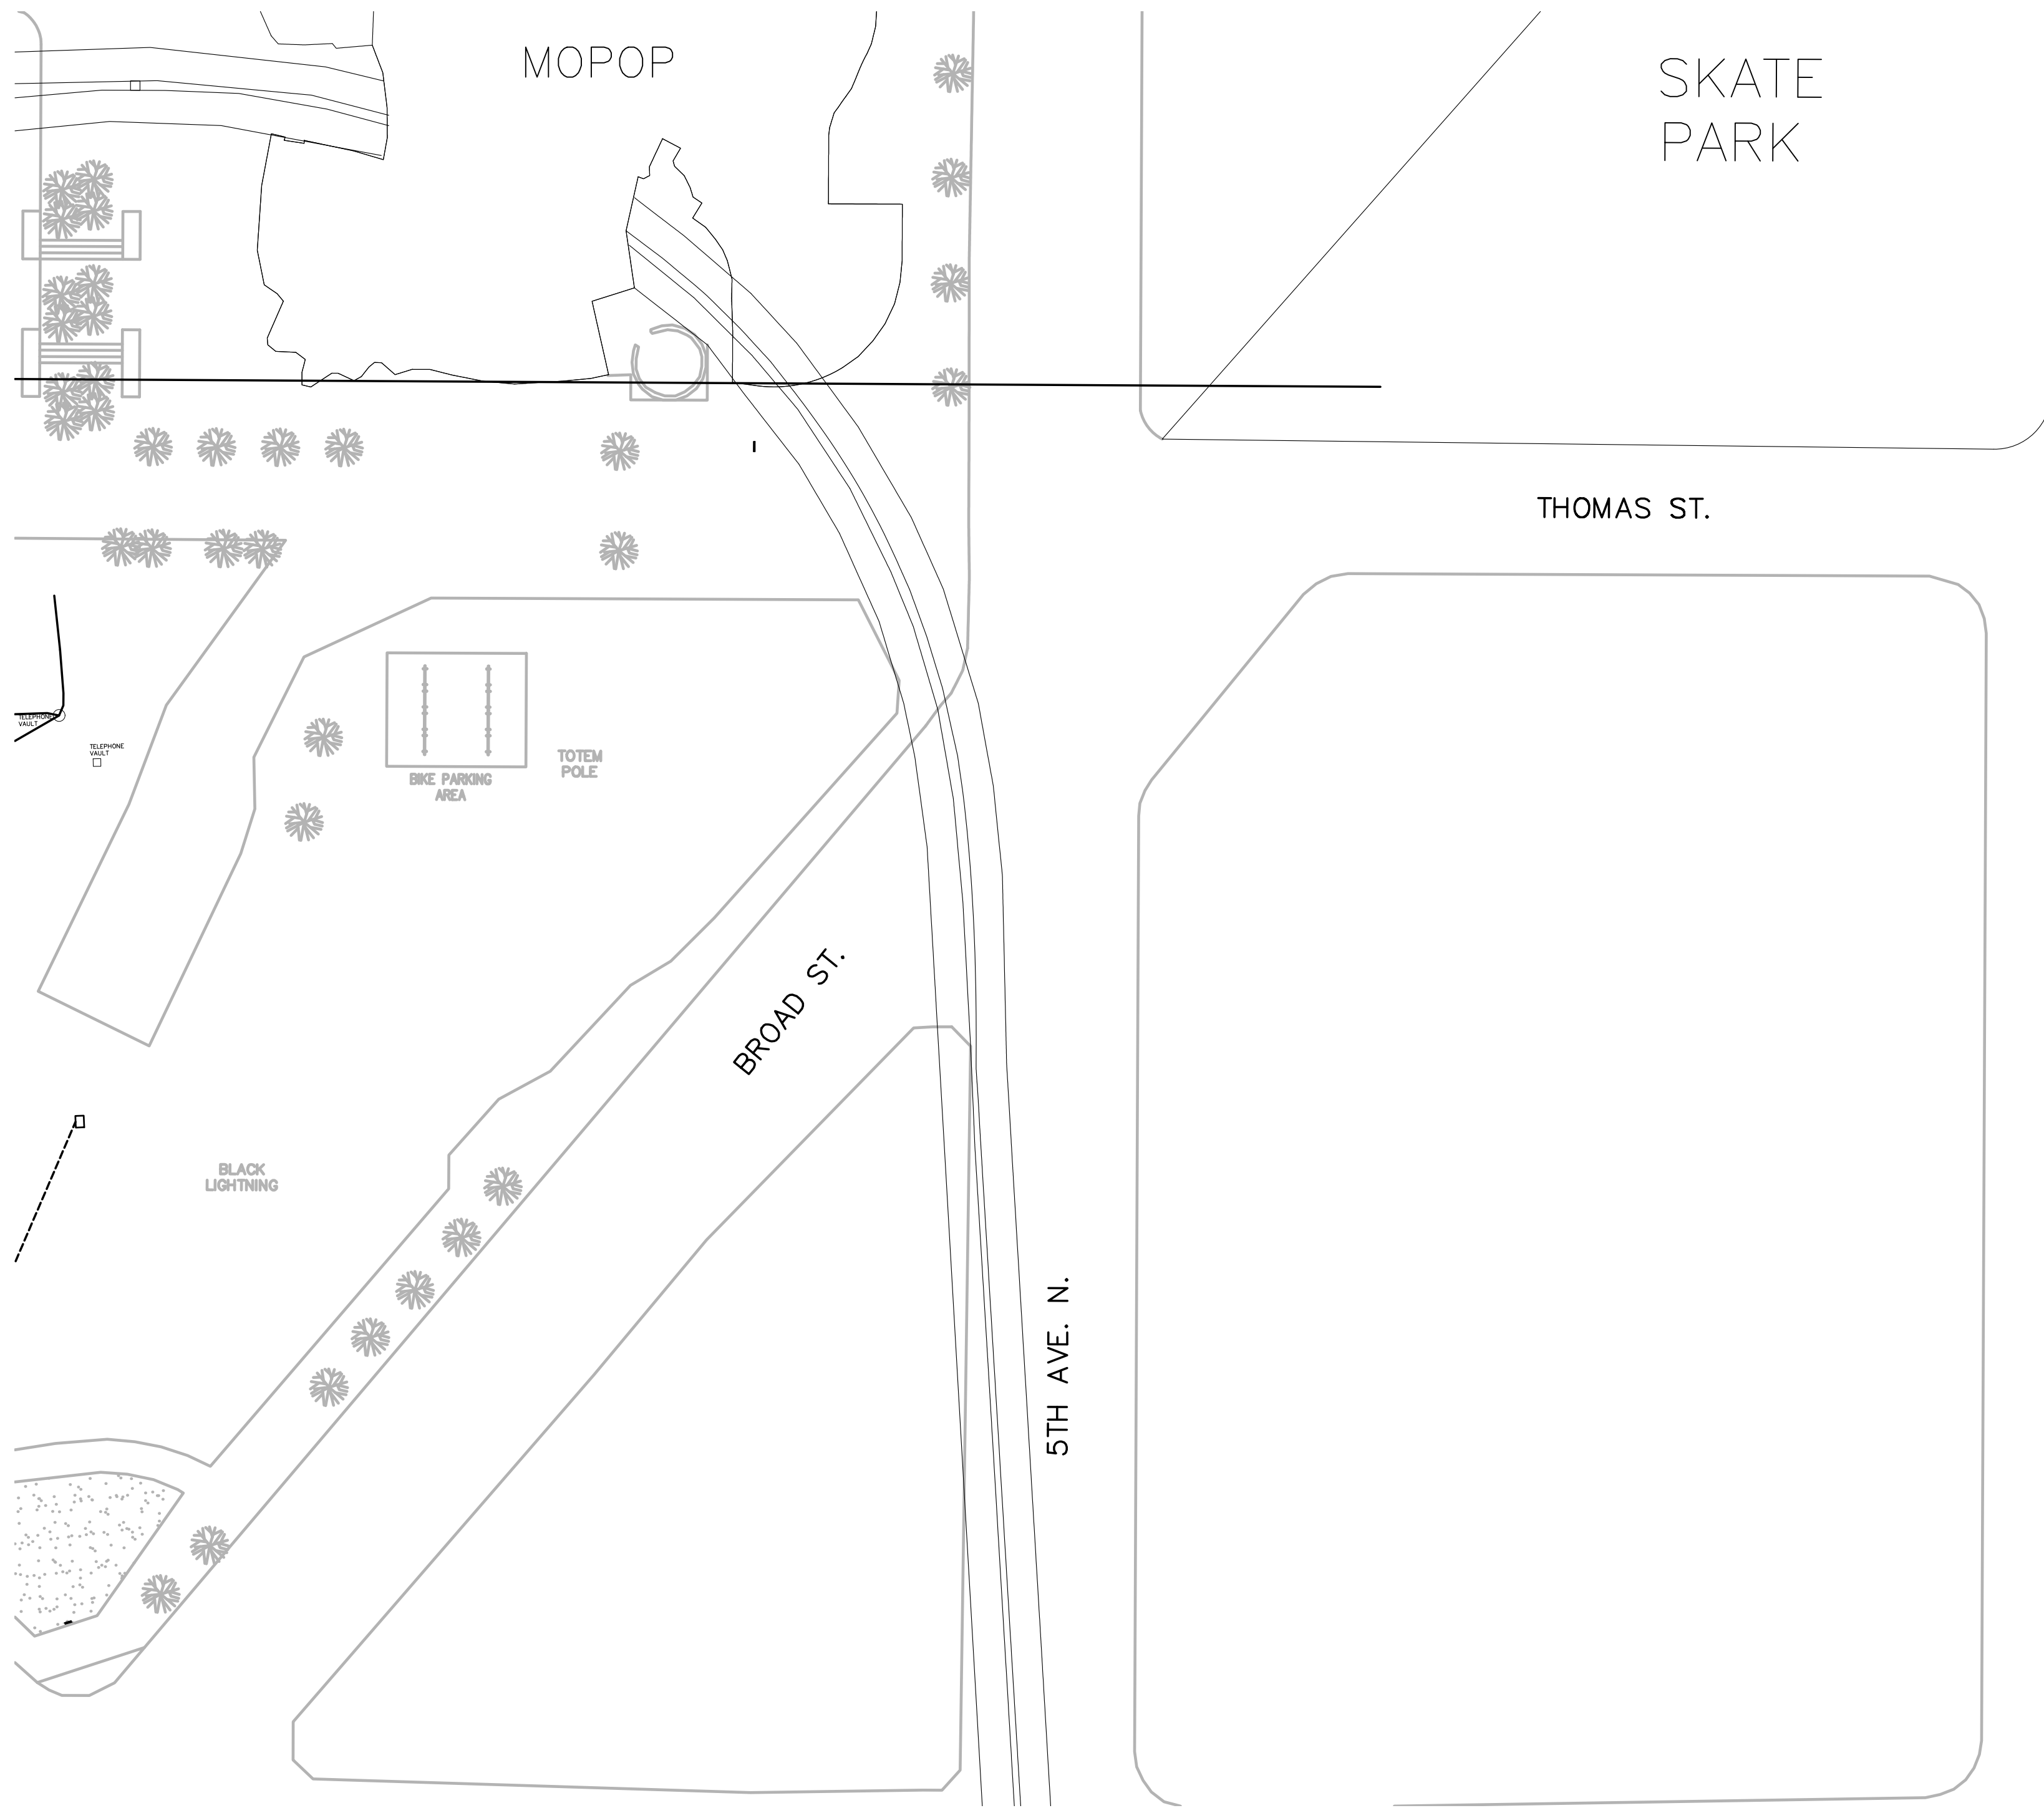 MOPOP
SKATE
PARK
THOMAS ST.
TELEPHONE
VAULT
TELEPHONE
VAULT
BIKE PARKING
AREA
TOTEM
POLE
BROAD ST.
BLACK
LIGHTNING
5TH AVE. N.